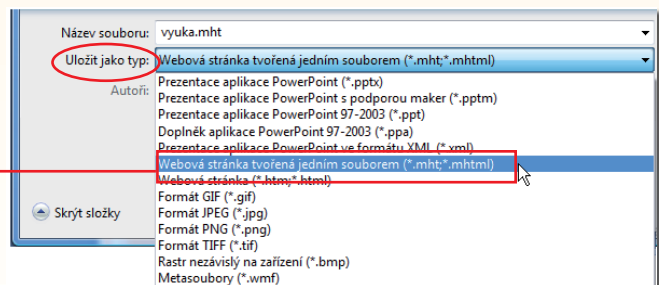 Název souboru: vyuka.mht
Uložit jako typ: Webová stránka tvořená jedním souborem (*.mht;*.mhtml)
Autoři:
Prezentace aplikace PowerPoint (*.pptx)
Prezentace aplikace PowerPoint s podporou maker (*.pptm)
Prezentace aplikace PowerPoint 97-2003 (*.ppt)
Doplněk aplikace PowerPoint 97-2003 (*.ppa)
Prezentace aplikace PowerPoint ve formátu XML (*.xml)
Webová stránka tvořená jedním souborem (*.mht;*.mhtml)
Webová stránka (*.htm;*.html)
Formát GIF (*.gif)
Skrýt složky
Formát JPEG (*.jpg)
Formát PNG (*.png)
Formát TIFF (*.tif)
Rastr nezávislý na zařízení (*.bmp)
Metasoubory (*.wmf)